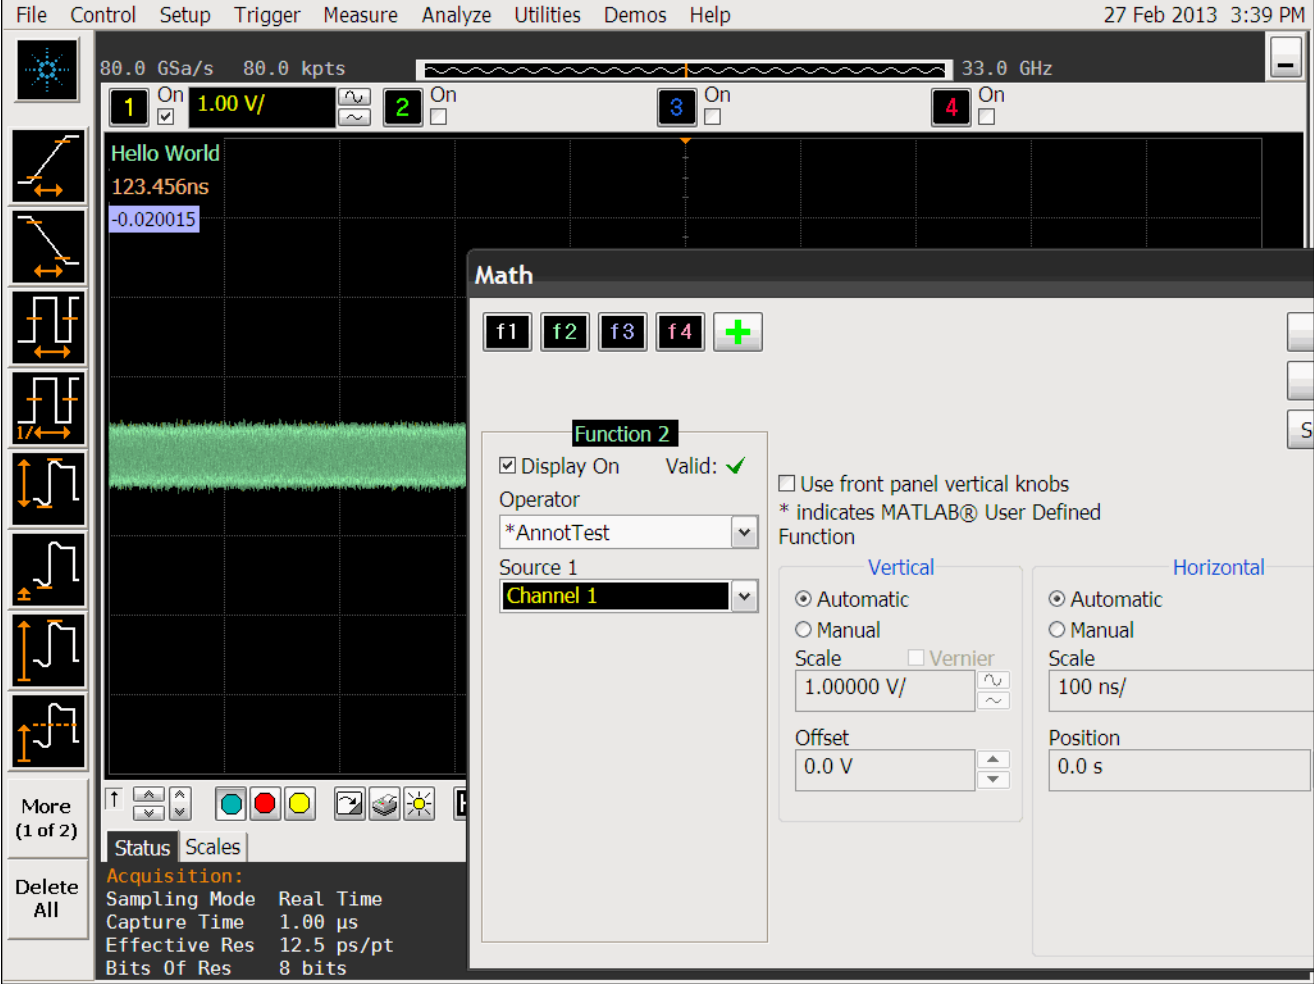 File Control Setup Trigger Measure Analyze Utilities Demos Help 27 Feb 2013 3:39 PM
80.0 GSa/s 80.0 kpts 33.0 GHz
1 On 1.00 V/ 2 On 3 On 4 On
Hello World
123.456ns
-0.020015
Math
f1 f2 f3 f4
Function 2
Display On Valid:
Operator
*AnnotTest
Source 1
Channel 1
Use front panel vertical knobs
* indicates MATLAB® User Defined
Function
Vertical
Automatic
Manual
Scale Vernier
1.00000 V/
Offset
0.0 V
Horizontal
Automatic
Manual
Scale
100 ns/
Position
0.0 s
1/
More
(1 of 2)
Delete
All
Status Scales
Acquisition:
Sampling Mode Real Time
Capture Time 1.00 µs
Effective Res 12.5 ps/pt
Bits Of Res 8 bits